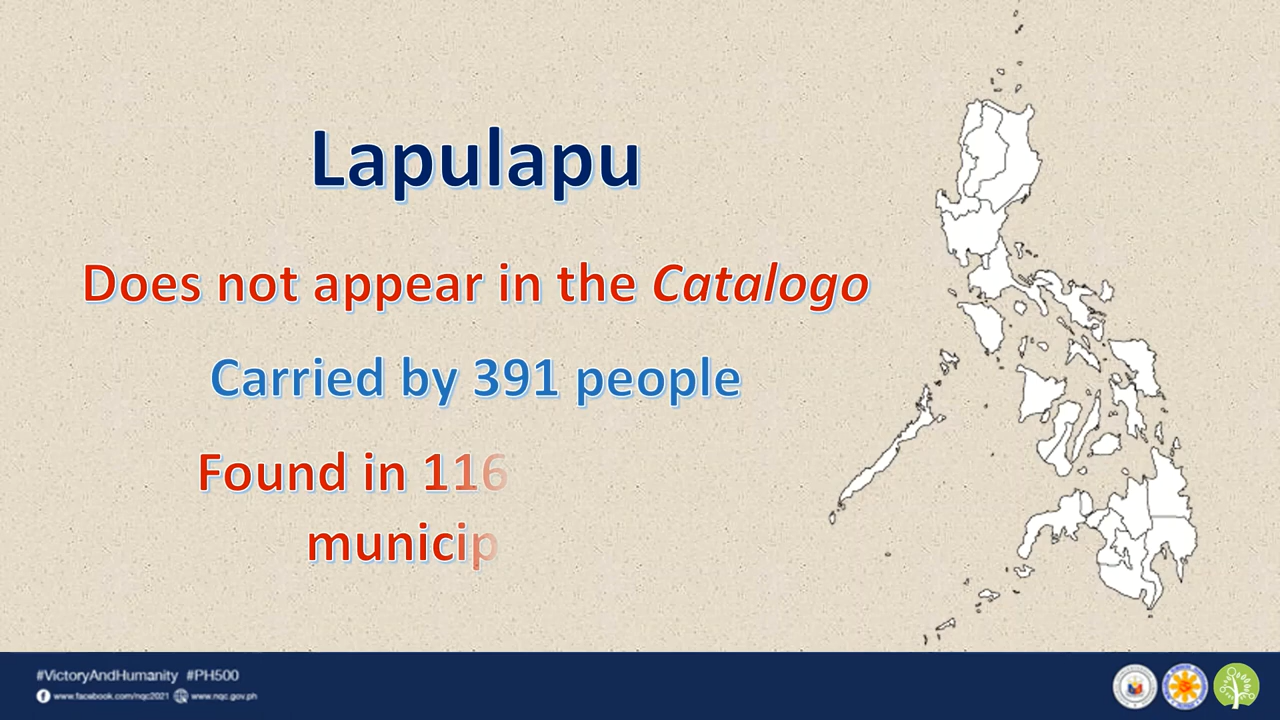 Lapulapu
Does not appear in the Catalogo
Carried by 391 people
Found in 116
municip
#VictoryAndHumanity #PH500
www.facebook.com/nqc2021 www.nqc.gov.ph